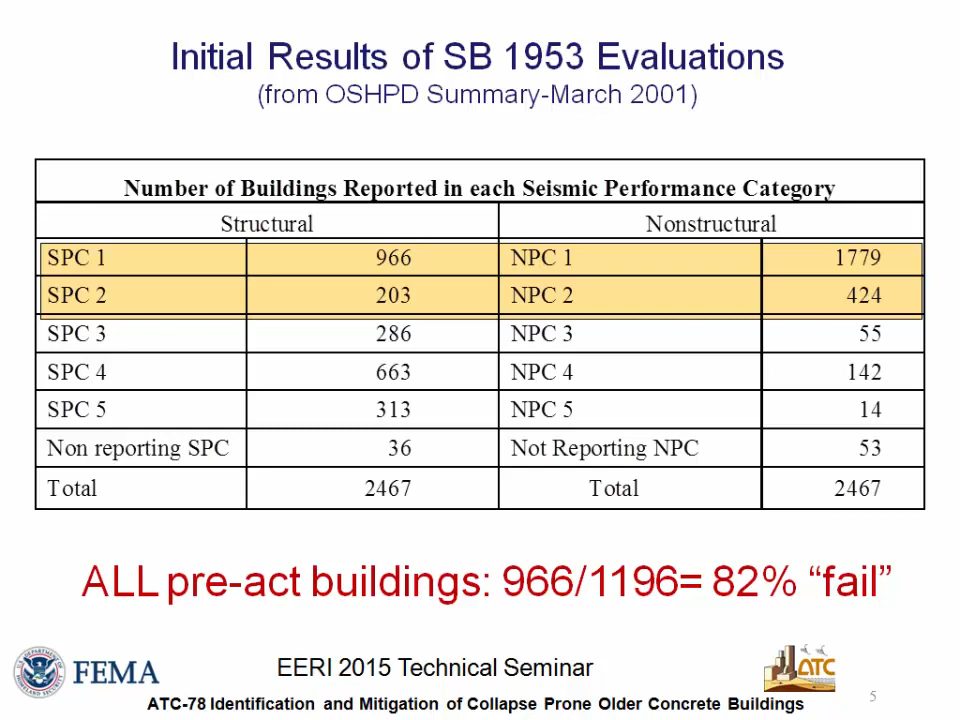 Initial Results of SB 1953 Evaluations
(from OSHPD Summary-March 2001)
Number of Buildings Reported in each Seismic Performance Category
Structural Nonstructural
SPC 1 966 NPC 1 1779
SPC 2 203 NPC 2 424
SPC 3 286 NPC 3 55
SPC 4 663 NPC 4 142
SPC 5 313 NPC 5 14
Non reporting SPC 36 Not Reporting NPC 53
Total 2467 Total 2467
ALL pre-act buildings: 966/1196= 82% “fail”
FEMA
EERI 2015 Technical Seminar
ATC
ATC-78 Identification and Mitigation of Collapse Prone Older Concrete Buildings
5